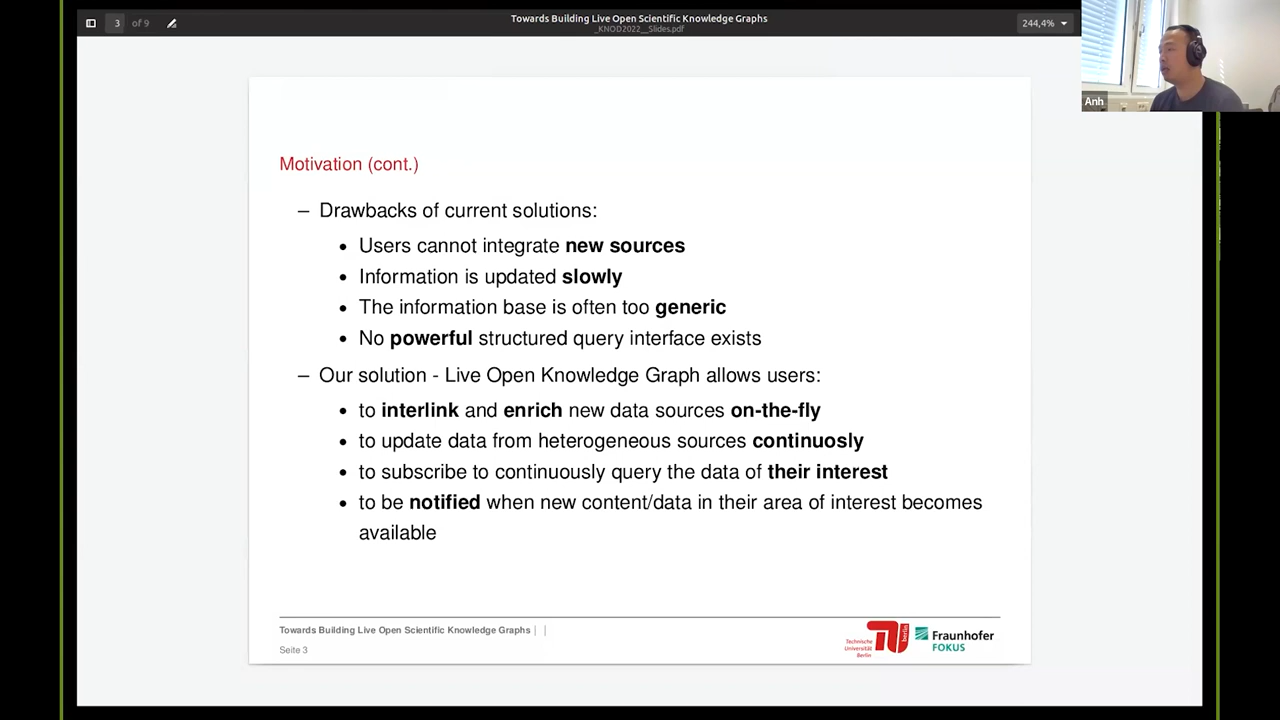 Towards Building Live Open Scientific Knowledge Graphs
_KNOD2022__Slides.pdf
3 of 9
244,4%
Anh
Motivation (cont.)
– Drawbacks of current solutions:
• Users cannot integrate new sources
• Information is updated slowly
• The information base is often too generic
• No powerful structured query interface exists
– Our solution - Live Open Knowledge Graph allows users:
• to interlink and enrich new data sources on-the-fly
• to update data from heterogeneous sources continuosly
• to subscribe to continuously query the data of their interest
• to be notified when new content/data in their area of interest becomes
available
Towards Building Live Open Scientific Knowledge Graphs | |
Seite 3
Technische
Universität
Berlin
berlin
Fraunhofer
FOKUS